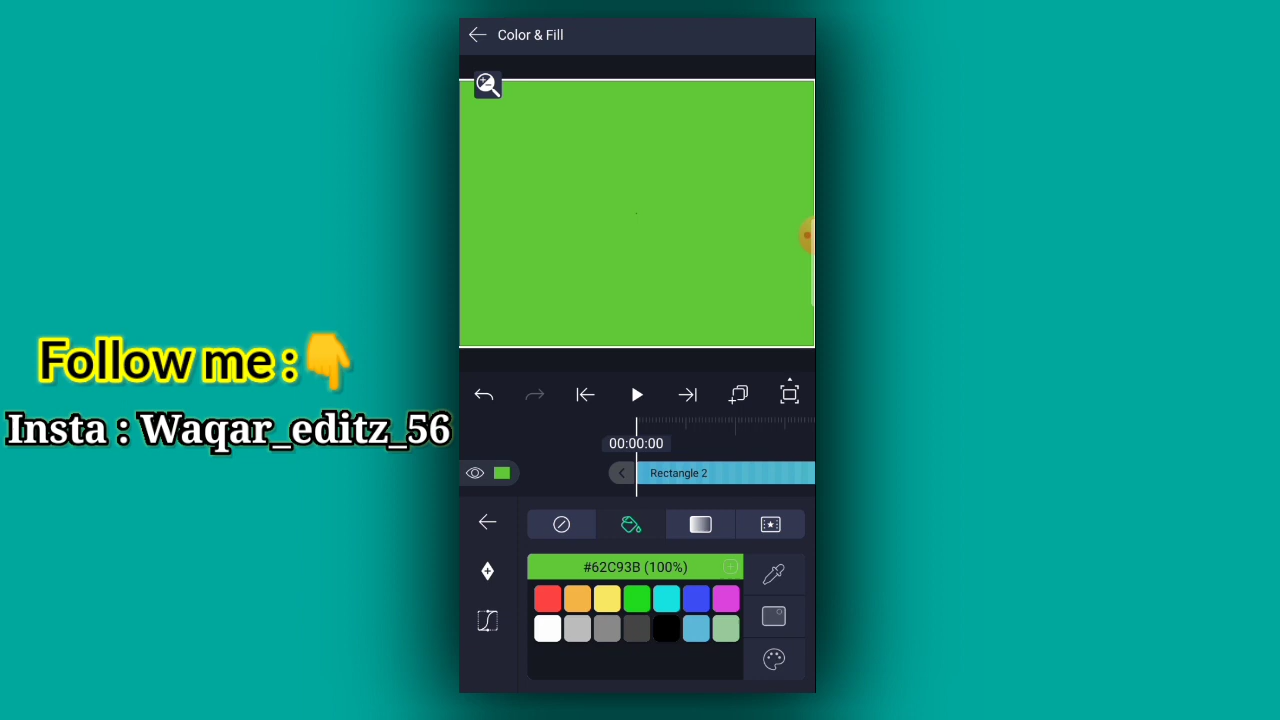 Color & Fill
Follow me :👇
Insta : Waqar_editz_56
00:00:00
Rectangle 2
#62C93B (100%)